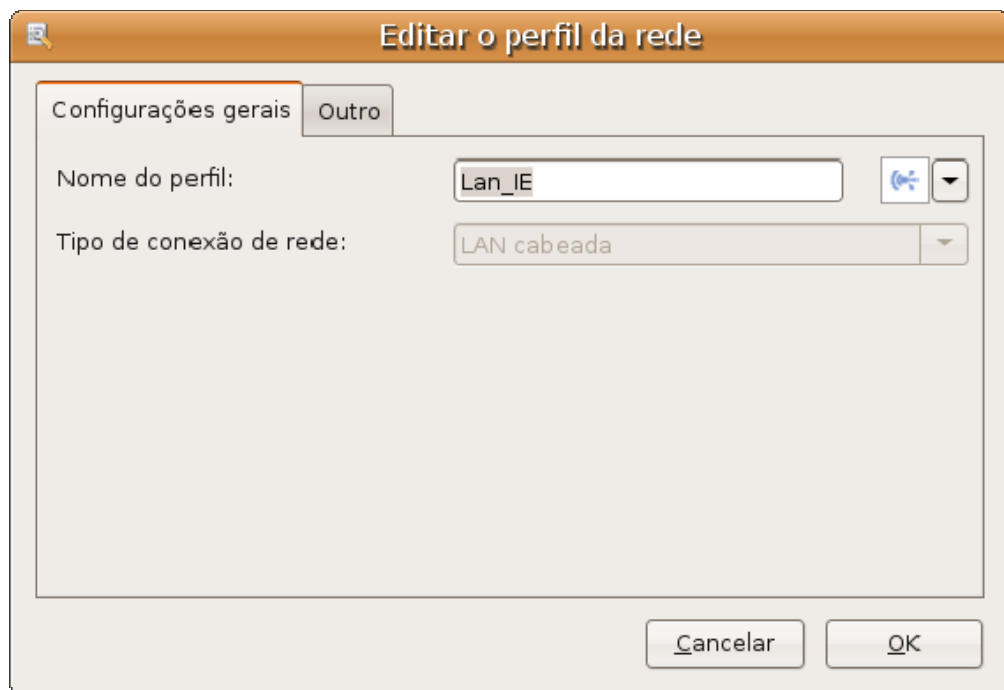 Editar o perfil da rede
Configurações gerais
Outro
Nome do perfil:
Lan_IE
Tipo de conexão de rede:
LAN cabeada
Cancelar
OK